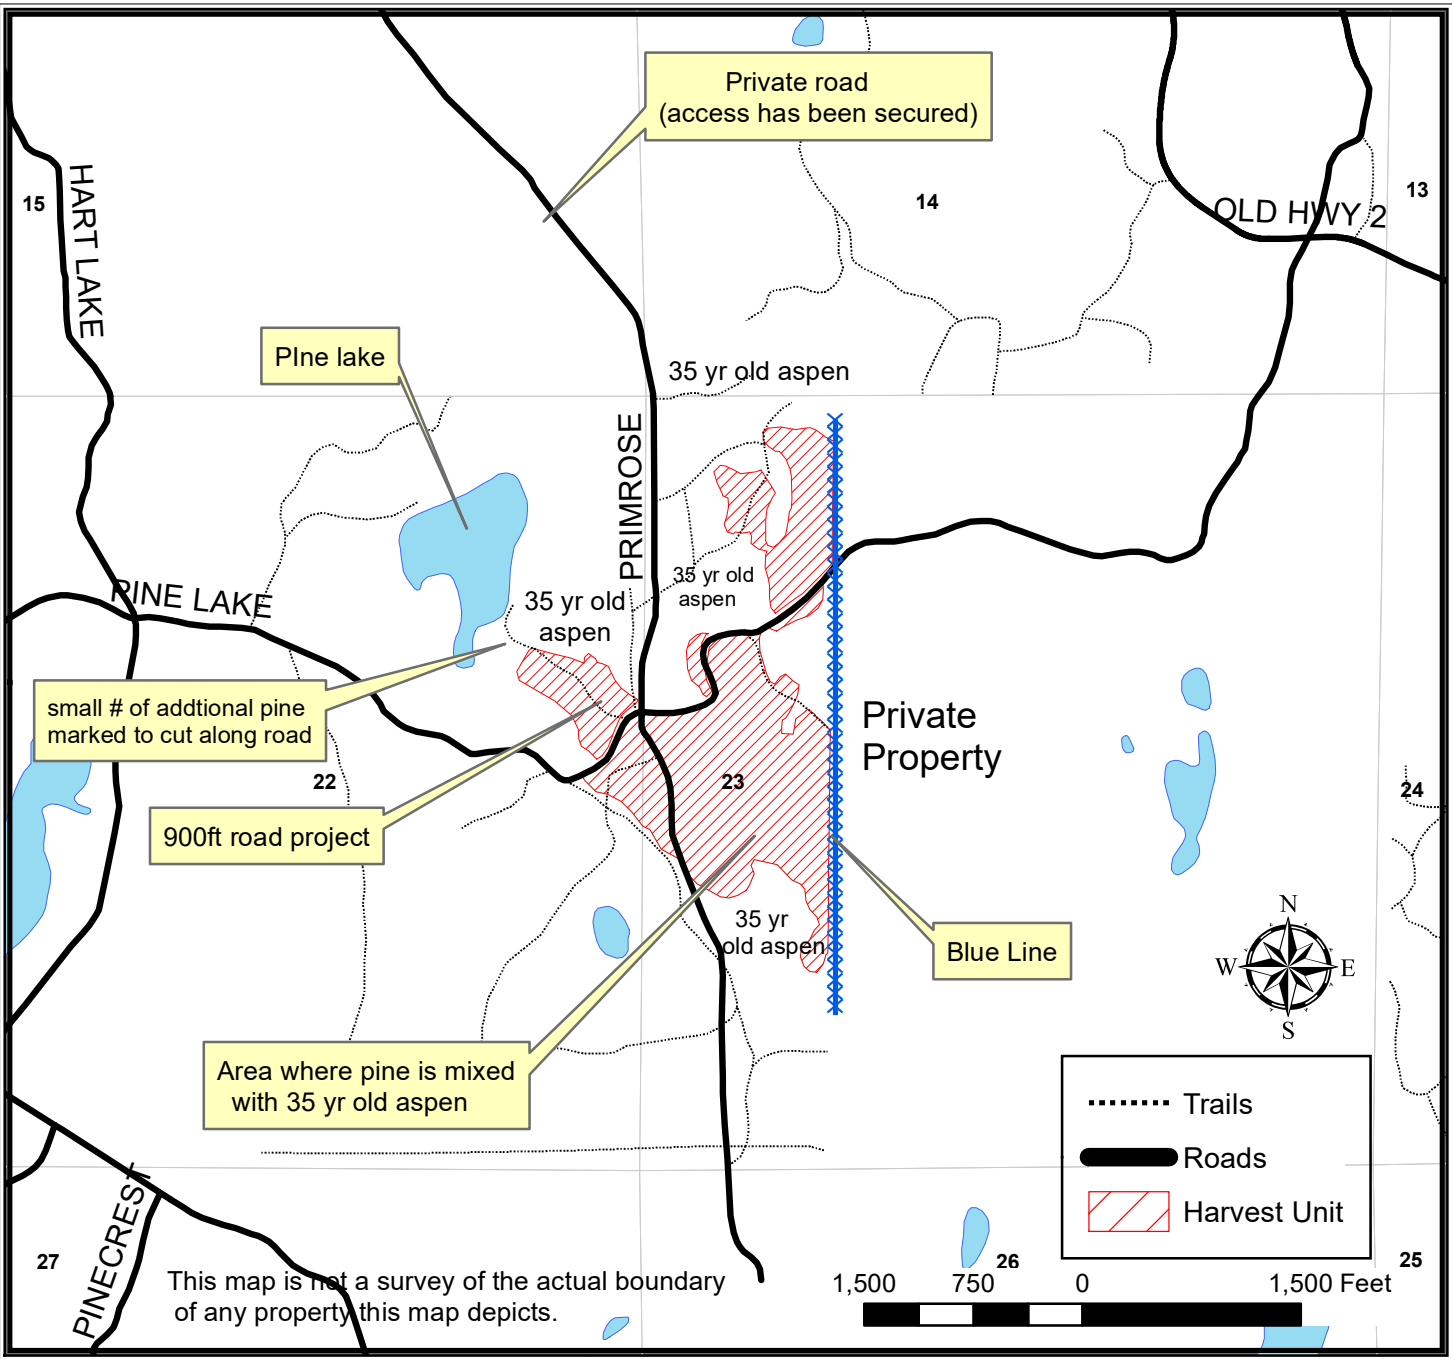 Private road
(access has been secured)
15
HART LAKE
14
13
OLD HWY 2
PIne lake
35 yr old aspen
PRIMROSE
35 yr old
aspen
PINE LAKE
35 yr old
aspen
small # of addtional pine
marked to cut along road
Private
Property
22
23
24
900ft road project
35 yr
old aspen
Blue Line
N
W
E
S
Area where pine is mixed
with 35 yr old aspen
Trails
Roads
Harvest Unit
PINECREST
27
26
25
This map is not a survey of the actual boundary
of any property this map depicts.
1,500 750 0 1,500 Feet